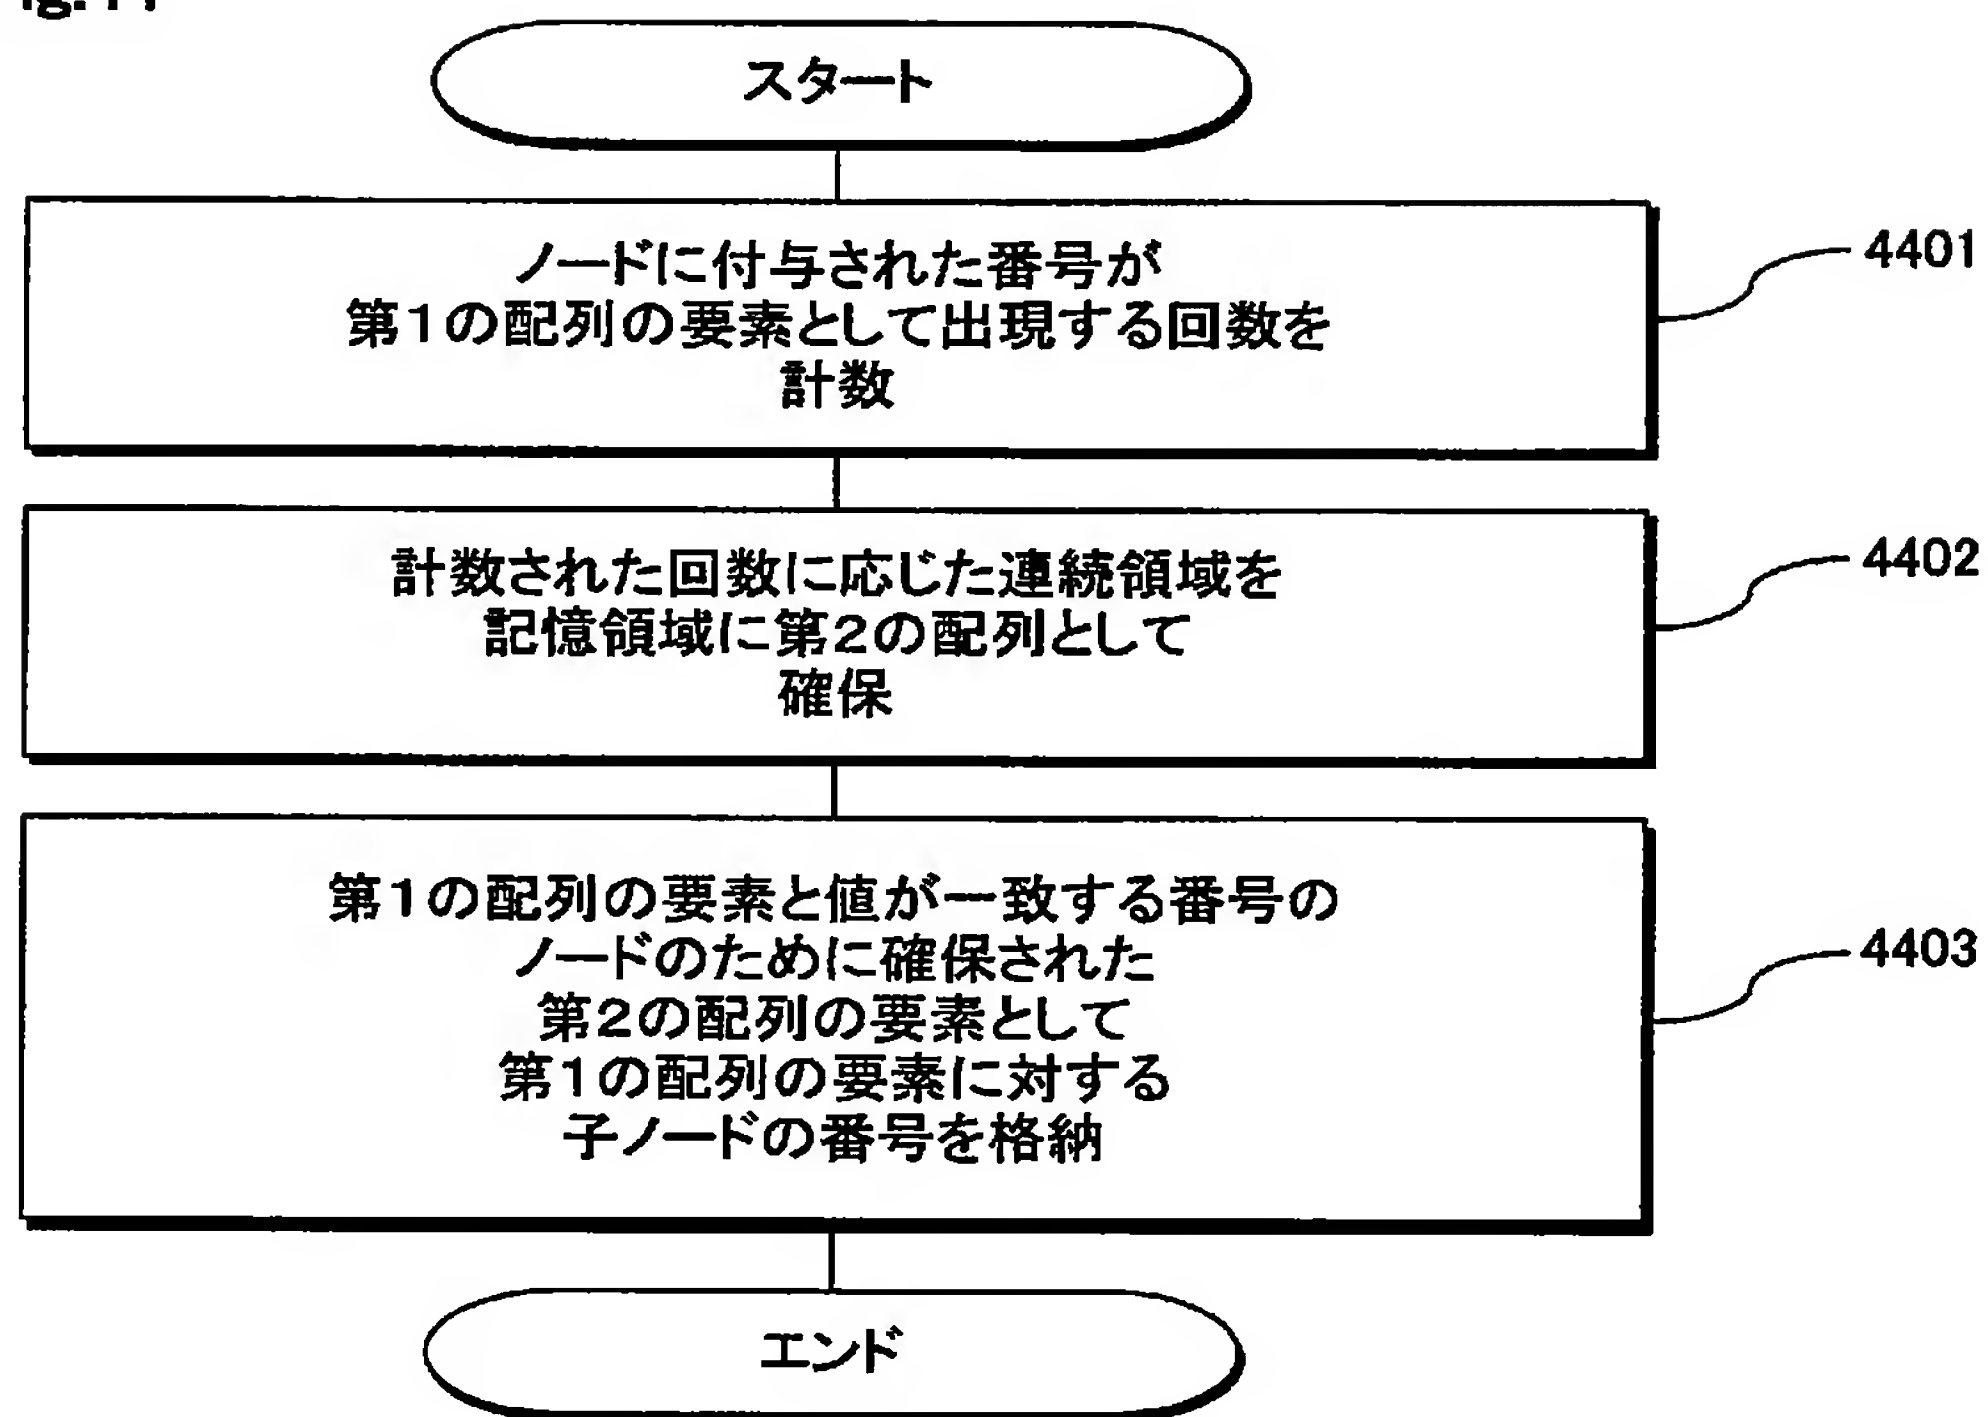 スタート
ノードに付与された番号が
第1の配列の要素として出現する回数を
計数
4401
計数された回数に応じた連続領域を
記憶領域に第2の配列として
確保
4402
第1の配列の要素と値が一致する番号の
ノードのために確保された
第2の配列の要素として
第1の配列の要素に対する
子ノードの番号を格納
4403
エンド